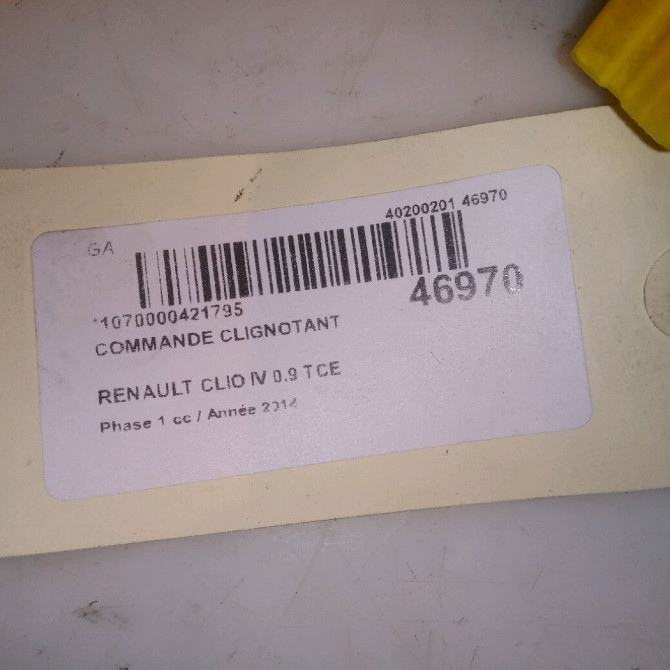 GA
40200201 46970
*1070000421795
46970
COMMANDE CLIGNOTANT
RENAULT CLIO IV 0.9 TCE
Phase 1 cc / Année 2014